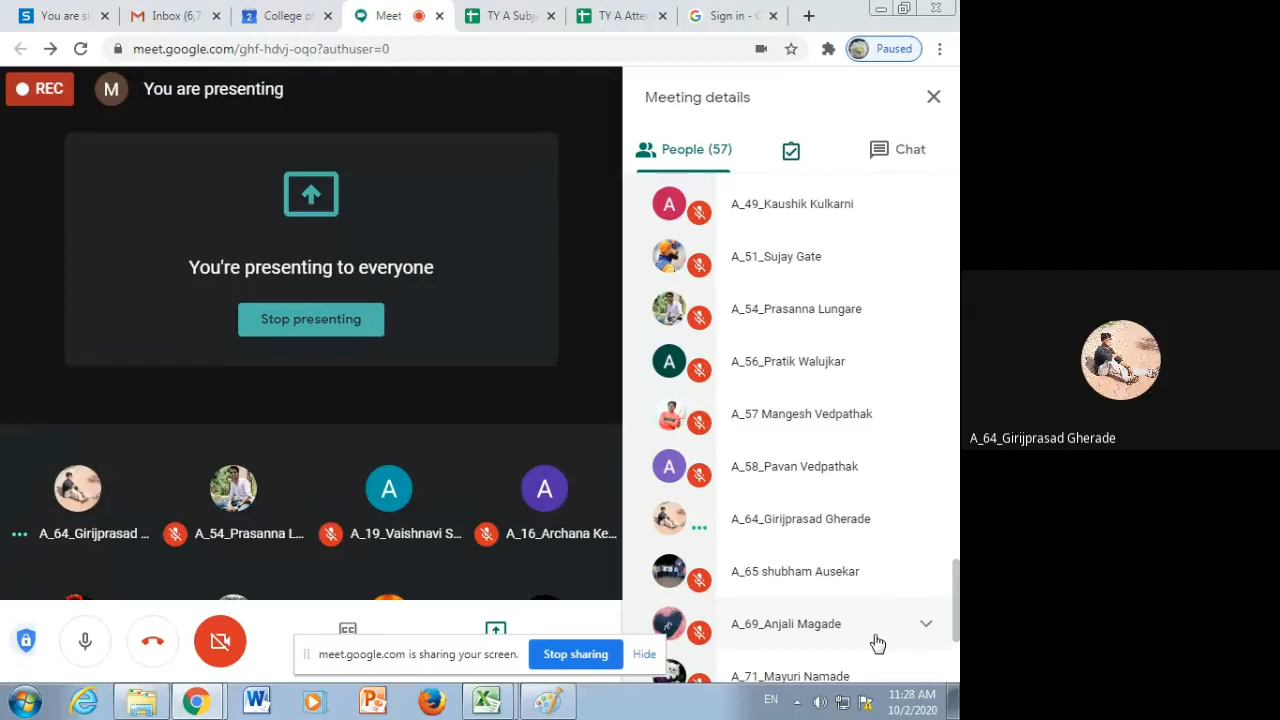 You are s
Inbox (6,7
College o
Meet
TY A Subj
TY A Atte
Sign in - G
meet.google.com/ghf-hdvj-oqo?authuser=0
Paused
REC
M
You are presenting
You're presenting to everyone
Stop presenting
A
A
A_64_Girijprasad ...
A_54_Prasanna L...
A_19_Vaishnavi S...
A_16_Archana Ke...
meet.google.com is sharing your screen.
Stop sharing
Hide
Meeting details
People (57)
Chat
A
A_49_Kaushik Kulkarni
A_51_Sujay Gate
A_54_Prasanna Lungare
A
A_56_Pratik Walujkar
A_57 Mangesh Vedpathak
A
A_58_Pavan Vedpathak
A_64_Girijprasad Gherade
A_65 shubham Ausekar
A_69_Anjali Magade
A_71_Mayuri Namade
A_64_Girijprasad Gherade
EN
11:28 AM
10/2/2020